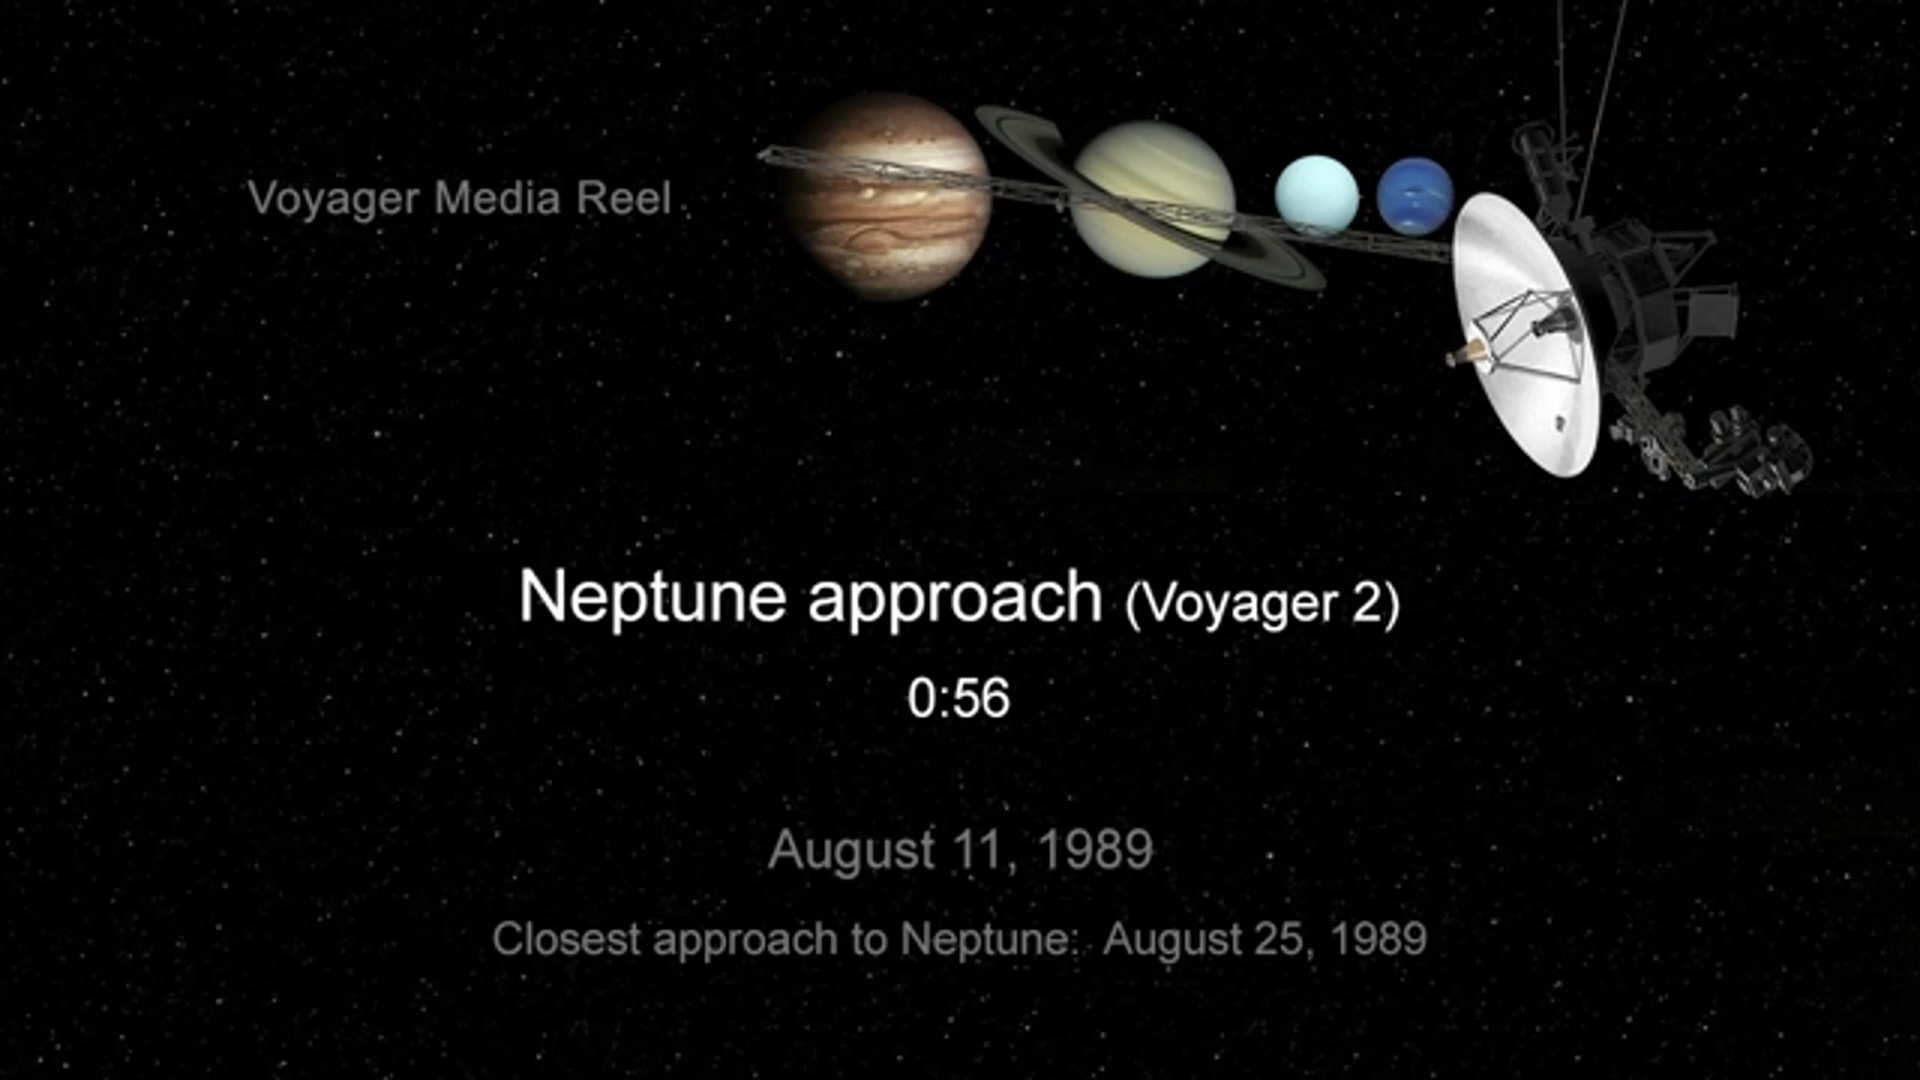 Voyager Media Reel
Neptune approach (Voyager 2)
0:56
August 11, 1989
Closest approach to Neptune: August 25, 1989